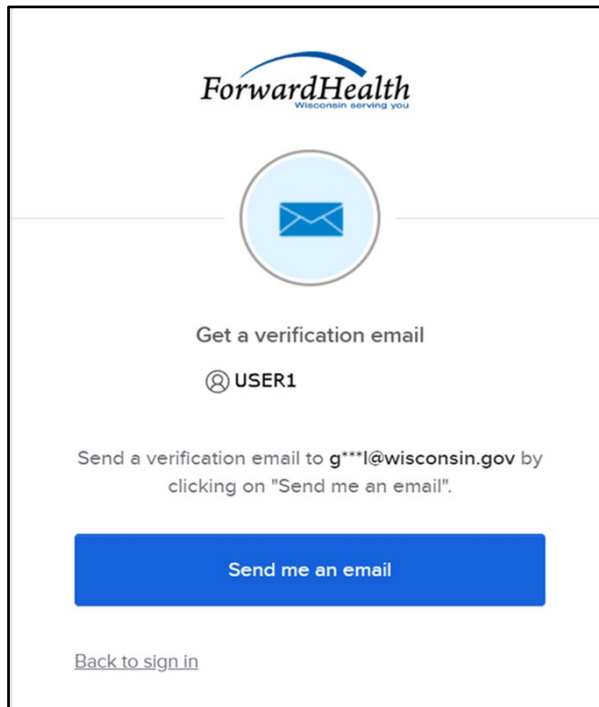 ForwardHealth
Wisconsin serving you
Get a verification email
USER1
Send a verification email to g***l@wisconsin.gov by
clicking on "Send me an email".
Send me an email
Back to sign in